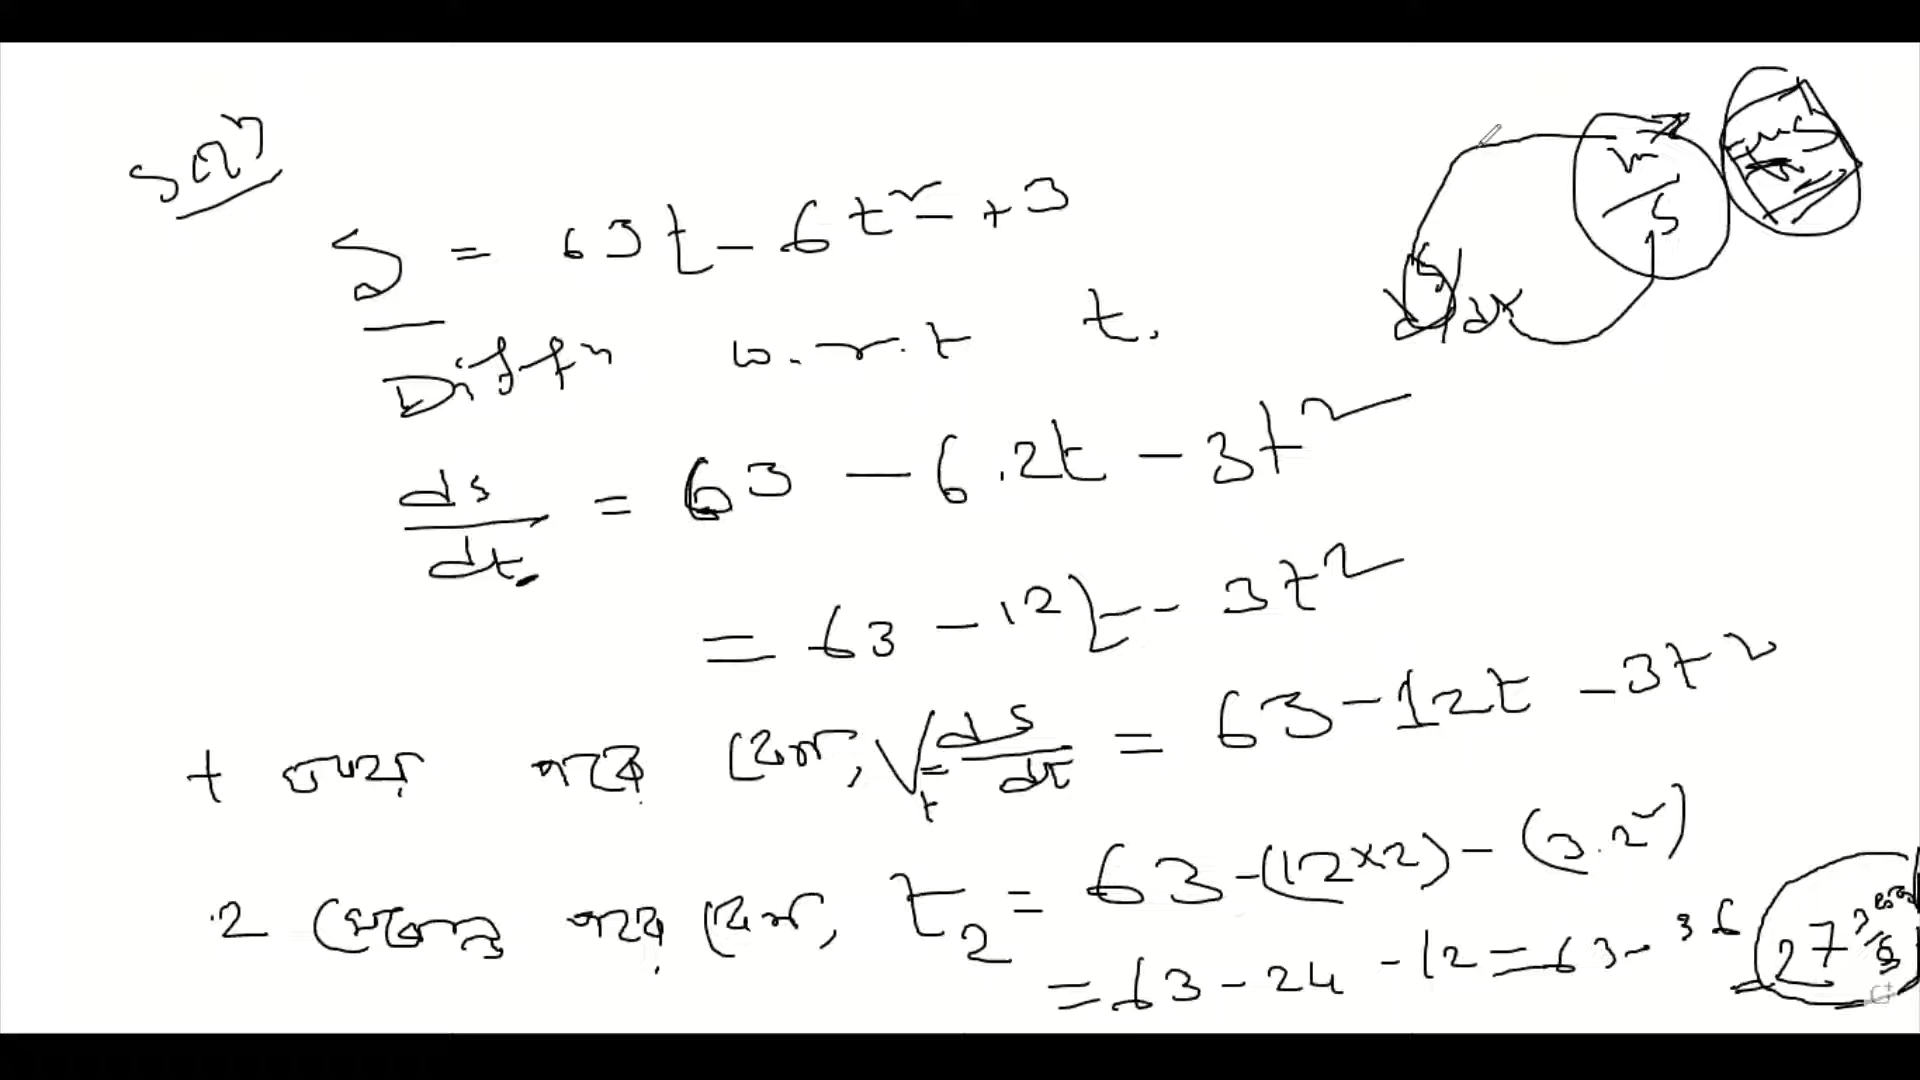 Solⁿ
S = 63t - 6t² + 3
Diffⁿ w.r.t t.
ds/dt = 63 - 6.2t - 3t²
= 63 - 12t - 3t²
t সময় পরে বেগ, Vt = ds/dt = 63 - 12t - 3t²
2 সেকেন্ড পরে বেগ, t₂ = 63 - (12×2) - (3.2²)
= 63 - 24 - 12 = 63 - 36
27
m/s